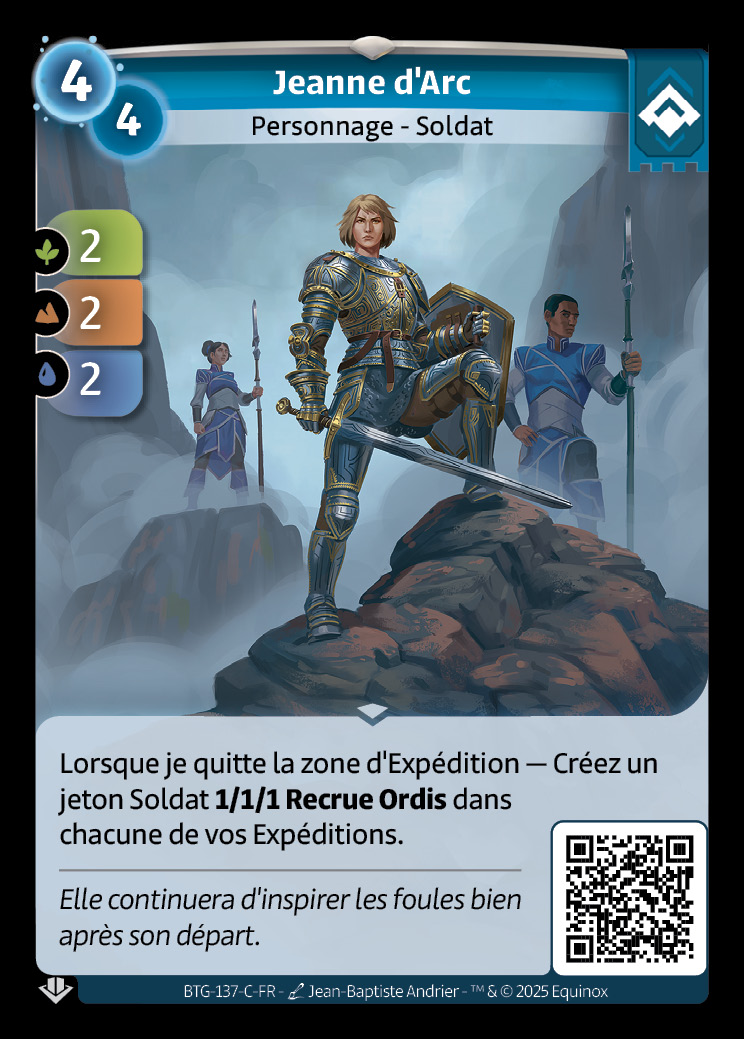 4
4
Jeanne d'Arc
Personnage - Soldat
2
2
2
Lorsque je quitte la zone d'Expédition — Créez un
jeton Soldat 1/1/1 Recrue Ordis dans
chacune de vos Expéditions.
Elle continuera d'inspirer les foules bien
après son départ.
BTG-137-C-FR - Jean-Baptiste Andrier - ™ & © 2025 Equinox